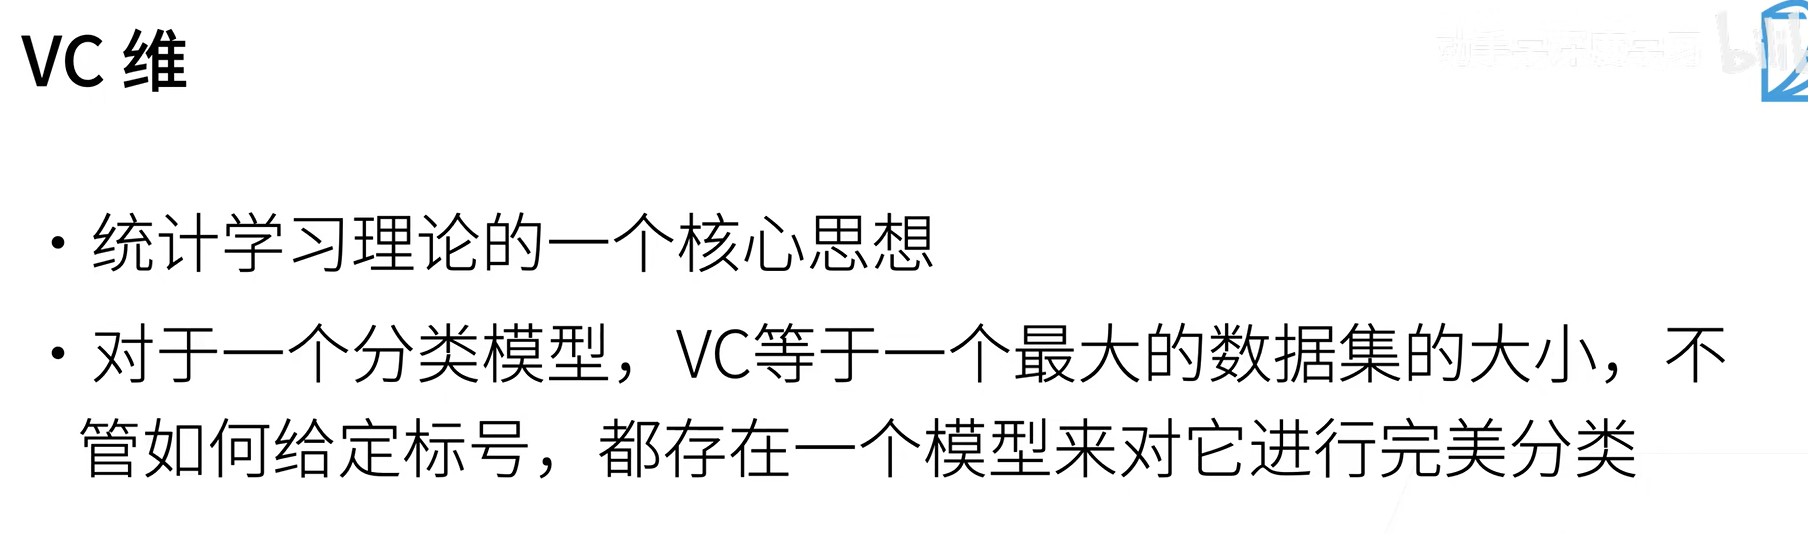 VC 维
动手学深度学习
• 统计学习理论的一个核心思想
• 对于一个分类模型，VC等于一个最大的数据集的大小，不
管如何给定标号，都存在一个模型来对它进行完美分类